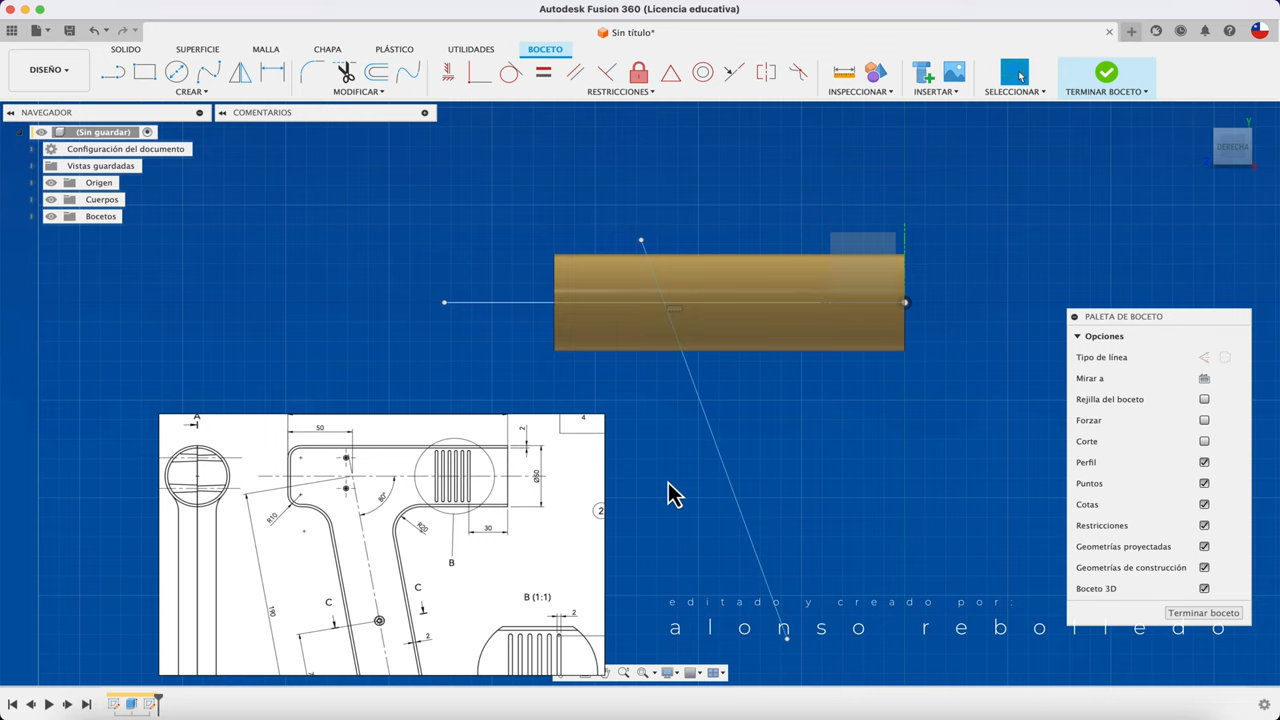 Autodesk Fusion 360 (Licencia educativa)
Sin título*
DISEÑO
SOLIDO
SUPERFICIE
MALLA
CHAPA
PLÁSTICO
UTILIDADES
BOCETO
CREAR
MODIFICAR
RESTRICCIONES
INSPECCIONAR
INSERTAR
SELECCIONAR
TERMINAR BOCETO
NAVEGADOR
COMENTARIOS
(Sin guardar)
Configuración del documento
Vistas guardadas
Origen
Cuerpos
Bocetos
Y
DERECHA
PALETA DE BOCETO
Opciones
Tipo de línea
Mirar a
Rejilla del boceto
Forzar
Corte
Perfil
Puntos
Cotas
Restricciones
Geometrías proyectadas
Geometrías de construcción
Boceto 3D
Terminar boceto
A
50
2
4
80°
Ø50
R10
R20
30
2
B
C
C
190
2
B (1:1)
2
editado y creado por:
alonso rebolledo